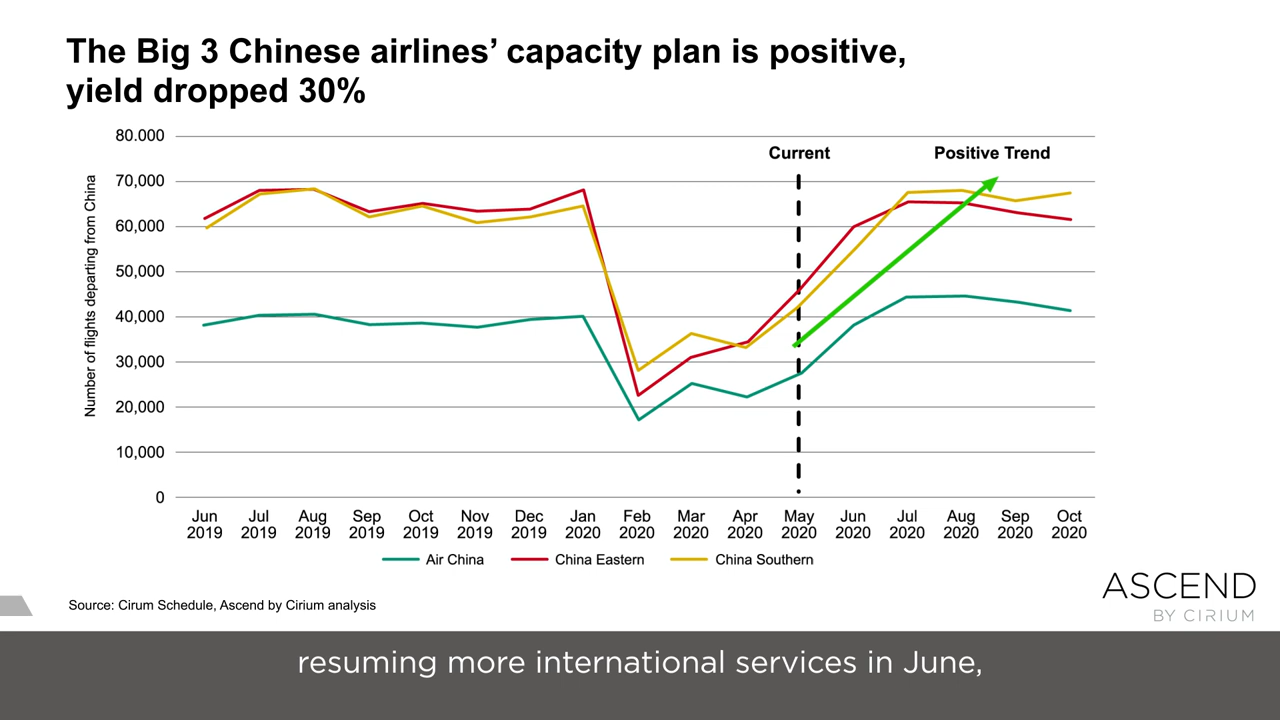 The Big 3 Chinese airlines’ capacity plan is positive,
yield dropped 30%
80.000
Current
Positive Trend
70,000
60,000
50,000
40,000
30,000
20,000
10,000
0
Number of flights departing from China
Jun Jul Aug Sep Oct Nov Dec Jan Feb Mar Apr May Jun Jul Aug Sep Oct
2019 2019 2019 2019 2019 2019 2019 2020 2020 2020 2020 2020 2020 2020 2020 2020 2020
Air China China Eastern China Southern
Source: Cirum Schedule, Ascend by Cirium analysis
ASCEND
BY CIRIUM
resuming more international services in June,